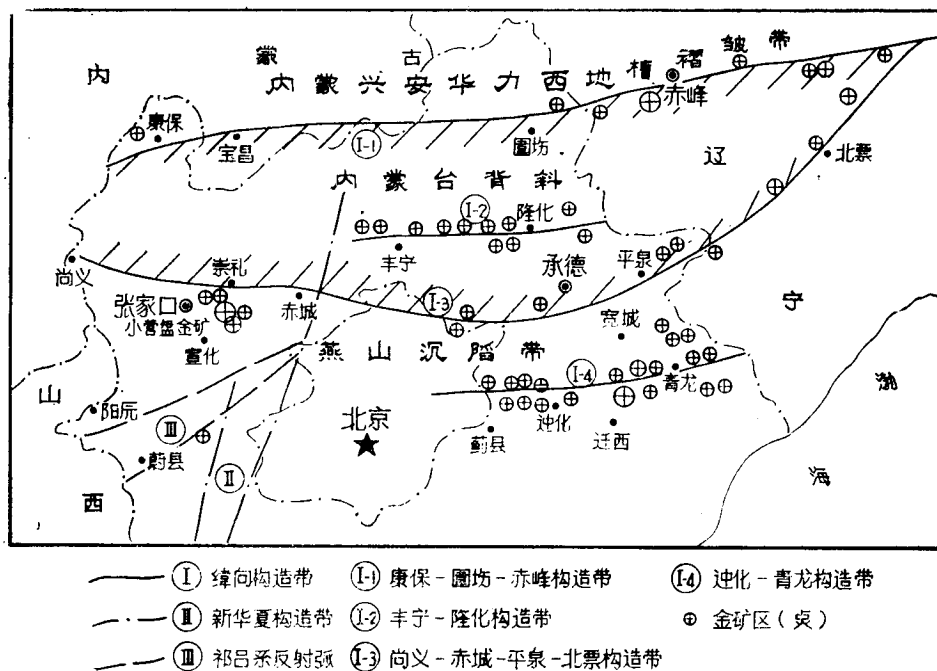 内 蒙 古
内蒙兴安华力西地槽褶皱带
赤峰
康保
宝昌
Ⅰ-1
围坊
辽
北票
内蒙台背斜
Ⅰ-2
隆化
丰宁
尚义
崇礼
承德
平泉
张家口
小营盘金矿
赤城
Ⅰ-3
宣化
宽城
宁
燕山沉陷带
Ⅰ-4
青龙
山
渤
阳原
北京
蓟县
遵化
迁西
Ⅲ
蔚县
Ⅱ
西
海
Ⅰ 纬向构造带 Ⅰ-1 康保-围坊-赤峰构造带 Ⅰ-4 遵化-青龙构造带
Ⅱ 新华夏构造带 Ⅰ-2 丰宁-隆化构造带 金矿区(点)
Ⅲ 祁吕系反射弧 Ⅰ-3 尚义-赤城-平泉-北票构造带